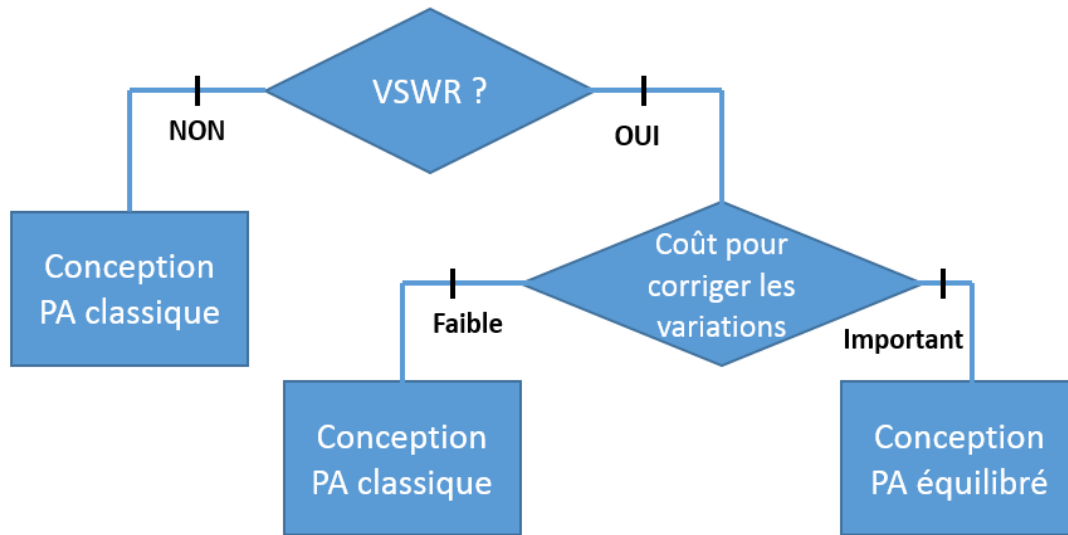 VSWR ?
NON
OUI
Conception
PA classique
Coût pour
corriger les
variations
Faible
Important
Conception
PA classique
Conception
PA équilibré